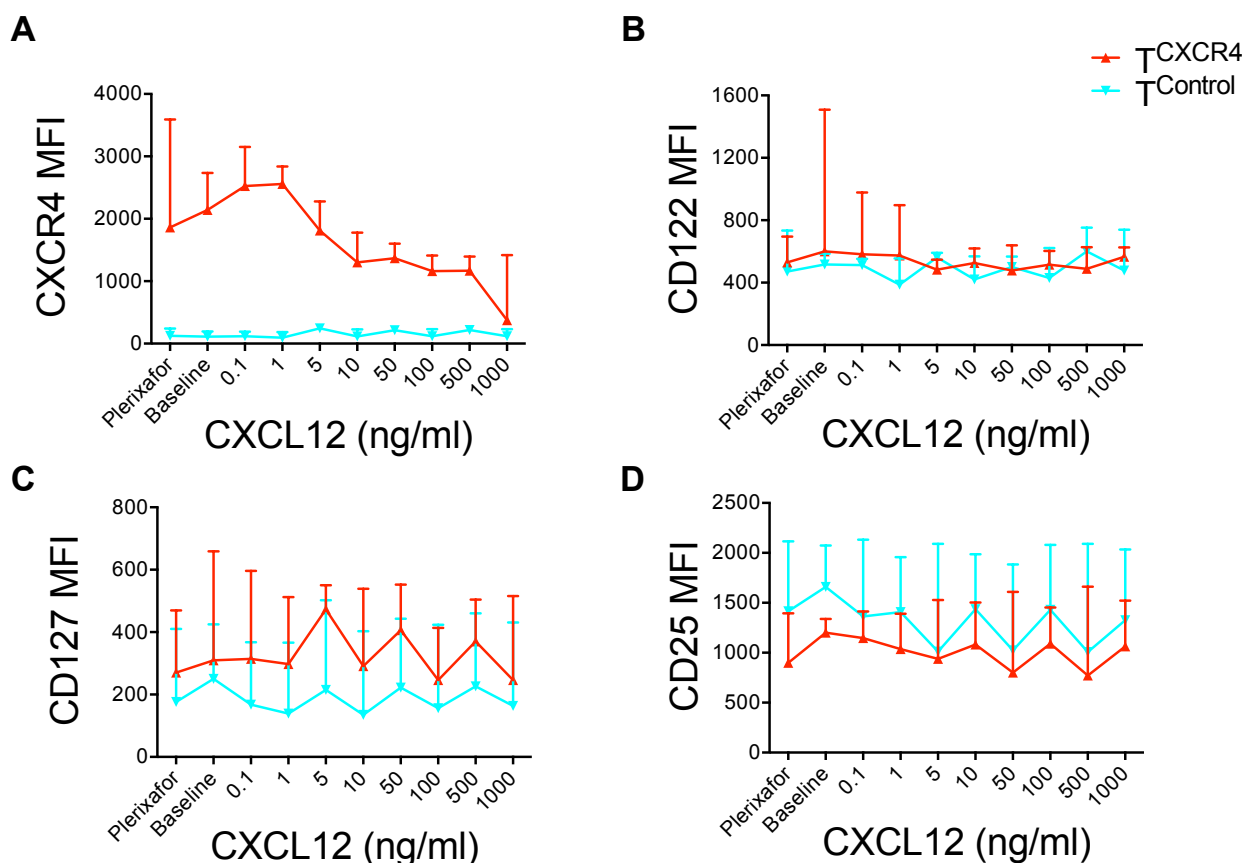 A
CXCR4 MFI
4000
3000
2000
1000
0
Plerixafor
Baseline
0.1
1
5
10
50
100
500
1000
CXCL12 (ng/ml)
B
TCXCR4
TControl
CD122 MFI
1600
1200
800
400
0
Plerixafor
Baseline
0.1
1
5
10
50
100
500
1000
CXCL12 (ng/ml)
C
CD127 MFI
800
600
400
200
0
Plerixafor
Baseline
0.1
1
5
10
50
100
500
1000
CXCL12 (ng/ml)
D
CD25 MFI
2500
2000
1500
1000
500
0
Plerixafor
Baseline
0.1
1
5
10
50
100
500
1000
CXCL12 (ng/ml)